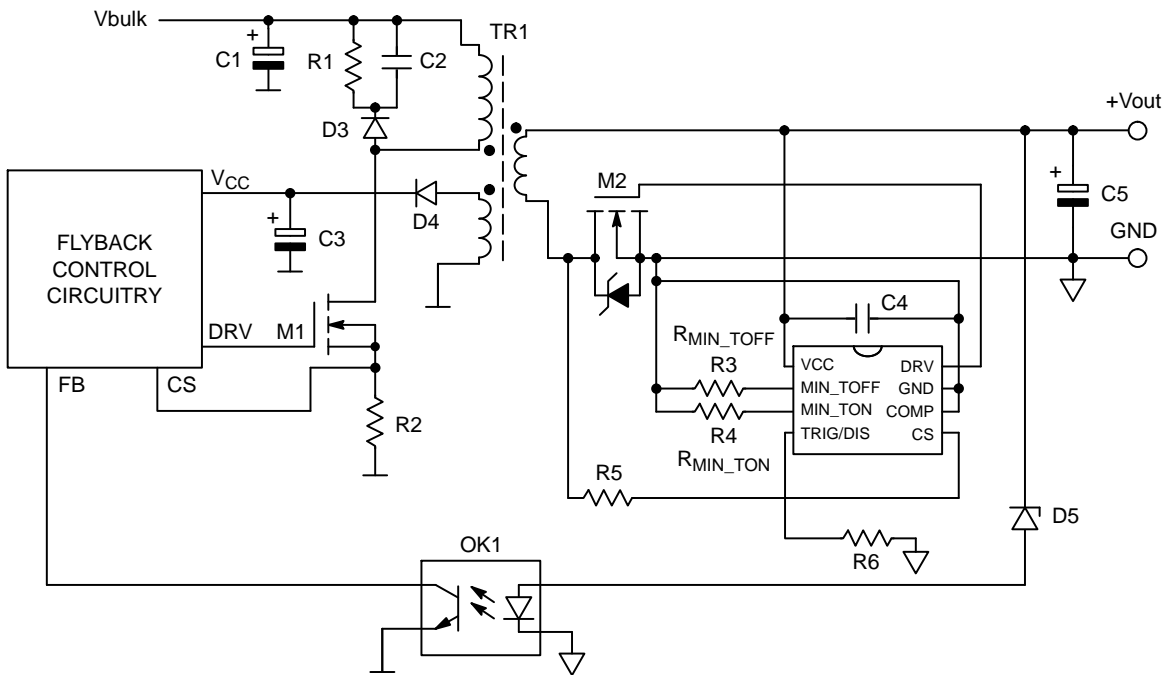 Vbulk
TR1
+
C1
R1
C2
D3
+Vout
VCC
M2
+
C5
D4
+
C3
GND
FLYBACK
CONTROL
CIRCUITRY
C4
DRV
M1
RMIN_TOFF
R3
VCC
DRV
MIN_TOFF
GND
MIN_TON
COMP
TRIG/DIS
CS
FB
CS
R2
R4
RMIN_TON
R5
D5
R6
OK1